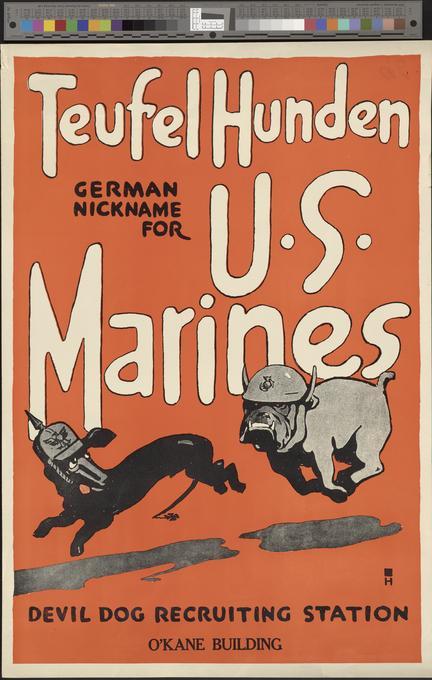 Teufel Hunden
GERMAN
NICKNAME
FOR
U.S.
Marines
H
DEVIL DOG RECRUITING STATION
O'KANE BUILDING